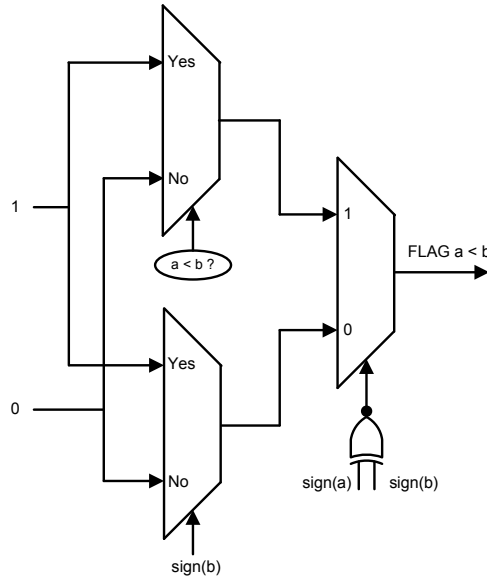 Yes
No
1
a < b ?
1
FLAG a < b
0
Yes
0
No
sign(a) sign(b)
sign(b)